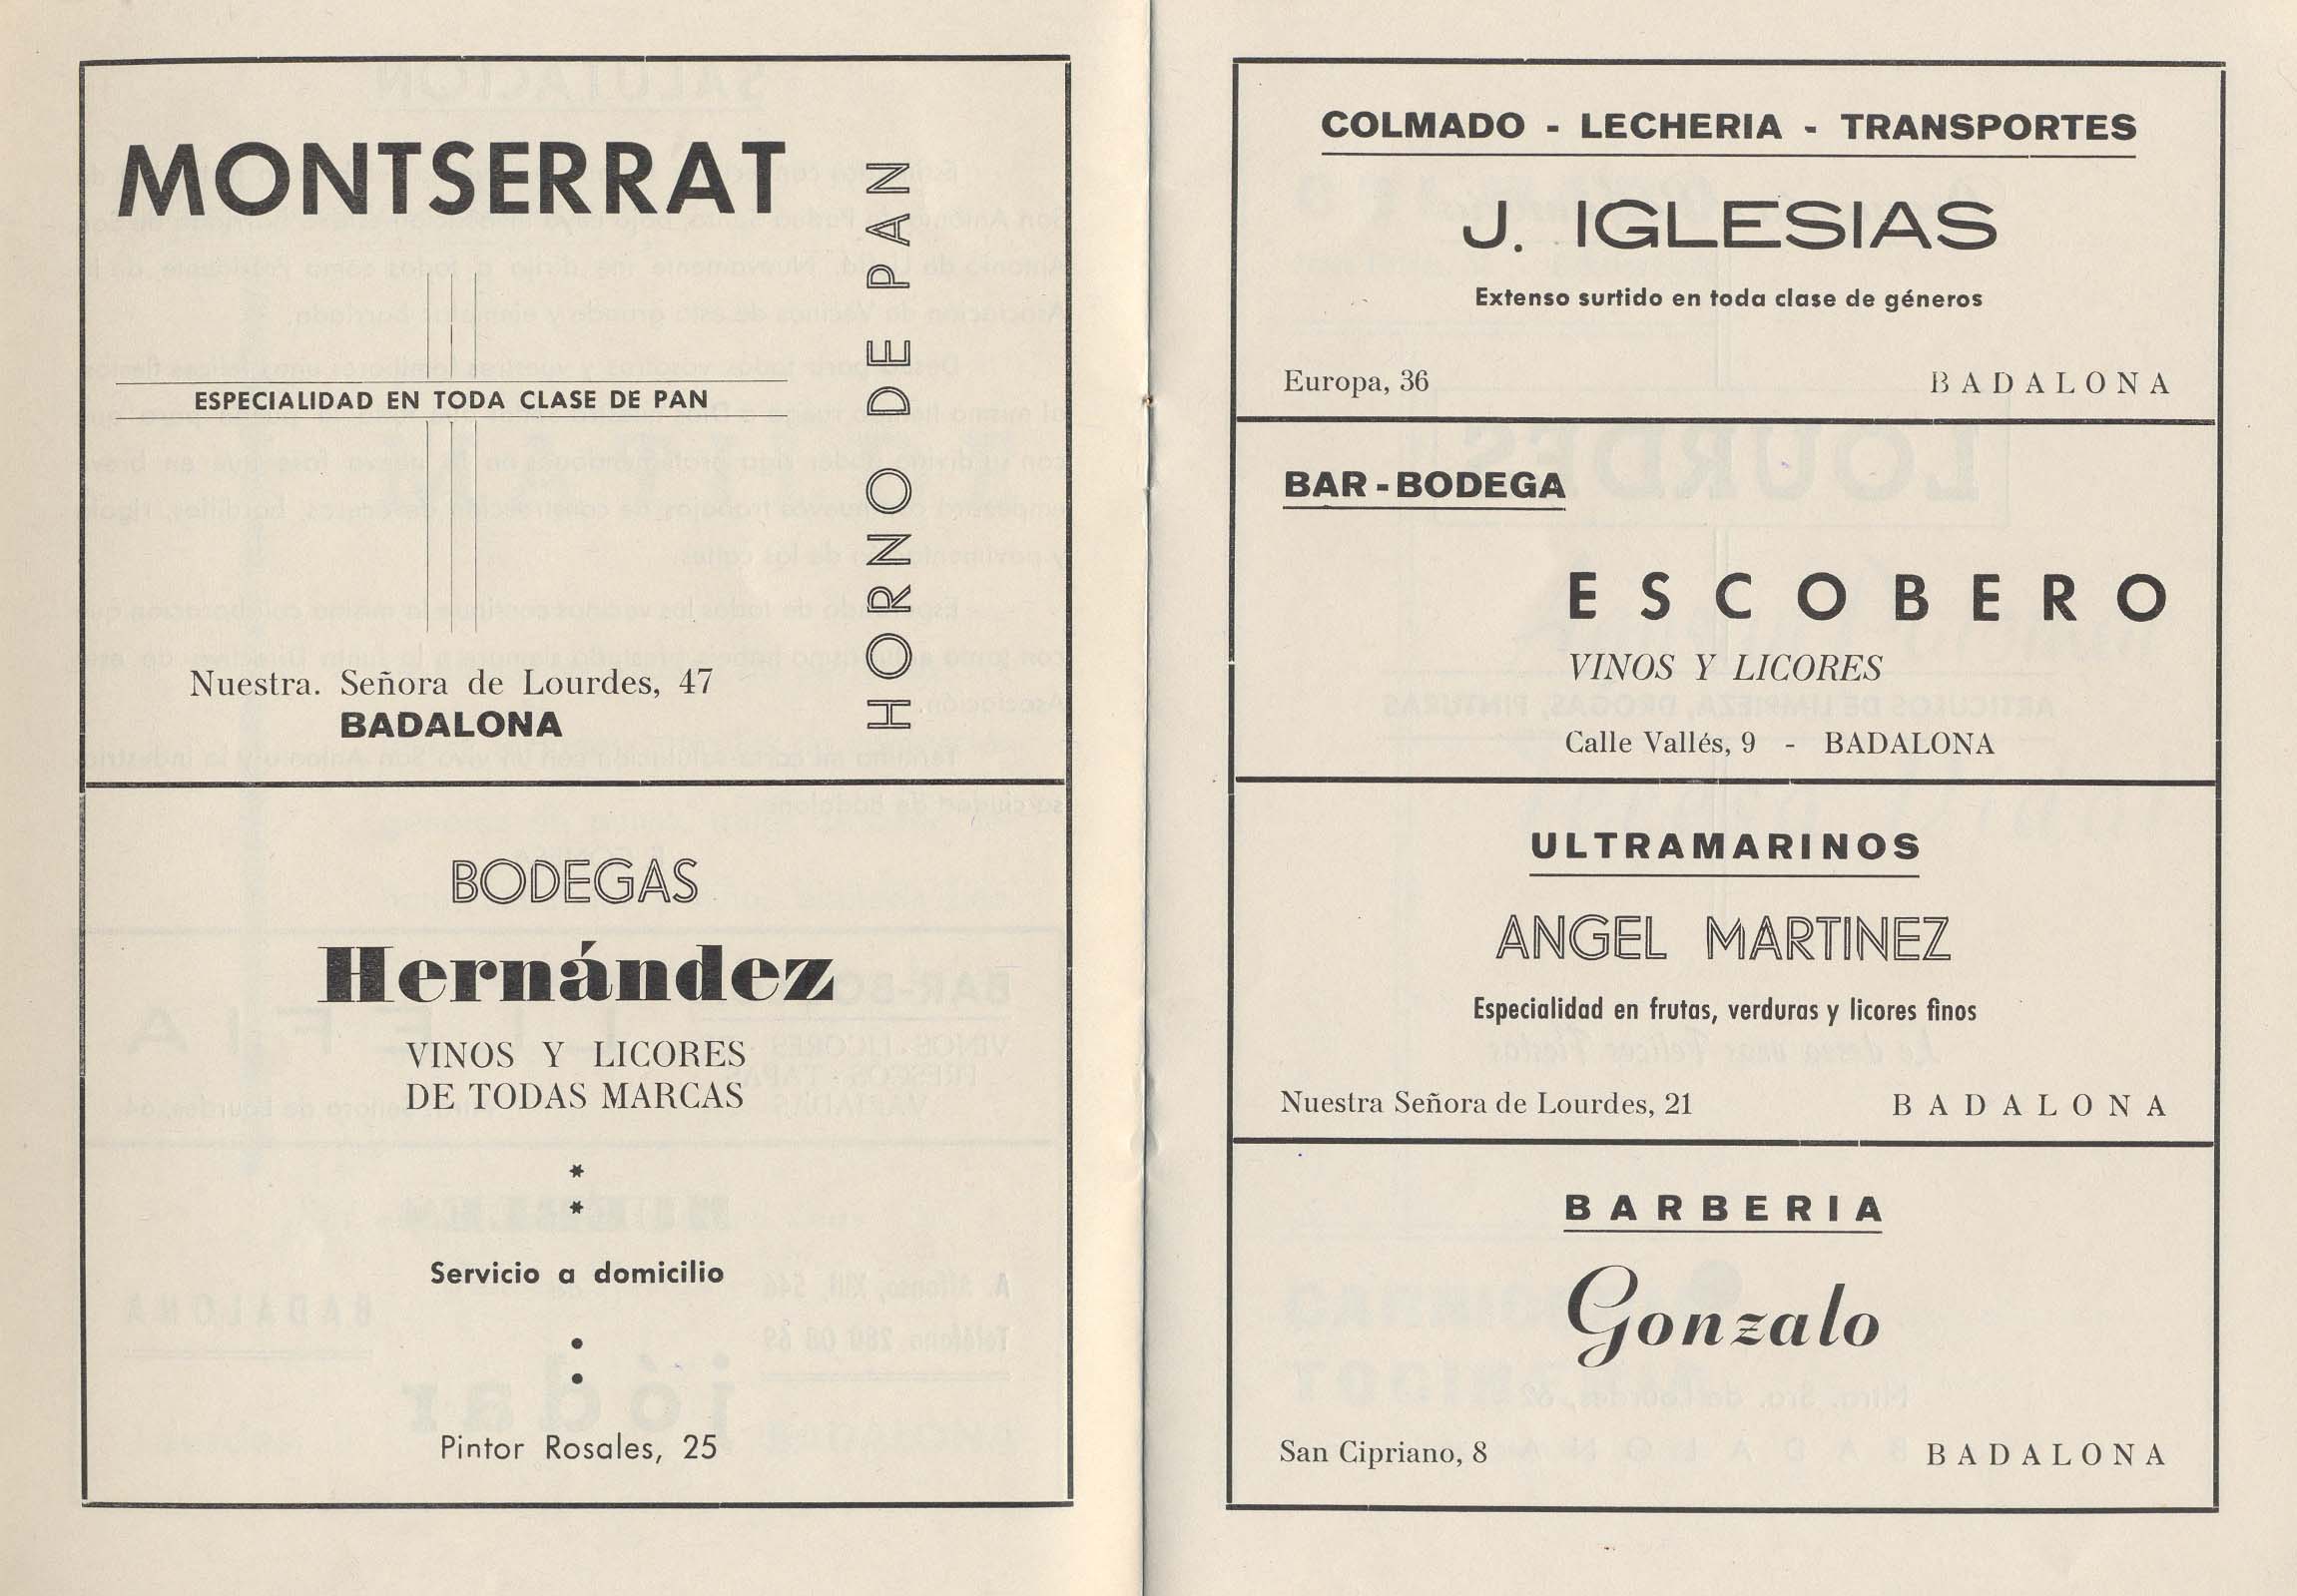 MONTSERRAT
HORNO DE PAN
ESPECIALIDAD EN TODA CLASE DE PAN
Nuestra. Señora de Lourdes, 47
BADALONA
BODEGAS
Hernández
VINOS Y LICORES
DE TODAS MARCAS
*
*
Servicio a domicilio
•
•
Pintor Rosales, 25
COLMADO - LECHERIA - TRANSPORTES
J. IGLESIAS
Extenso surtido en toda clase de géneros
Europa, 36 BADALONA
BAR - BODEGA
ESCOBERO
VINOS Y LICORES
Calle Vallés, 9 - BADALONA
ULTRAMARINOS
ANGEL MARTINEZ
Especialidad en frutas, verduras y licores finos
Nuestra Señora de Lourdes, 21 BADALONA
BARBERIA
Gonzalo
San Cipriano, 8 BADALONA